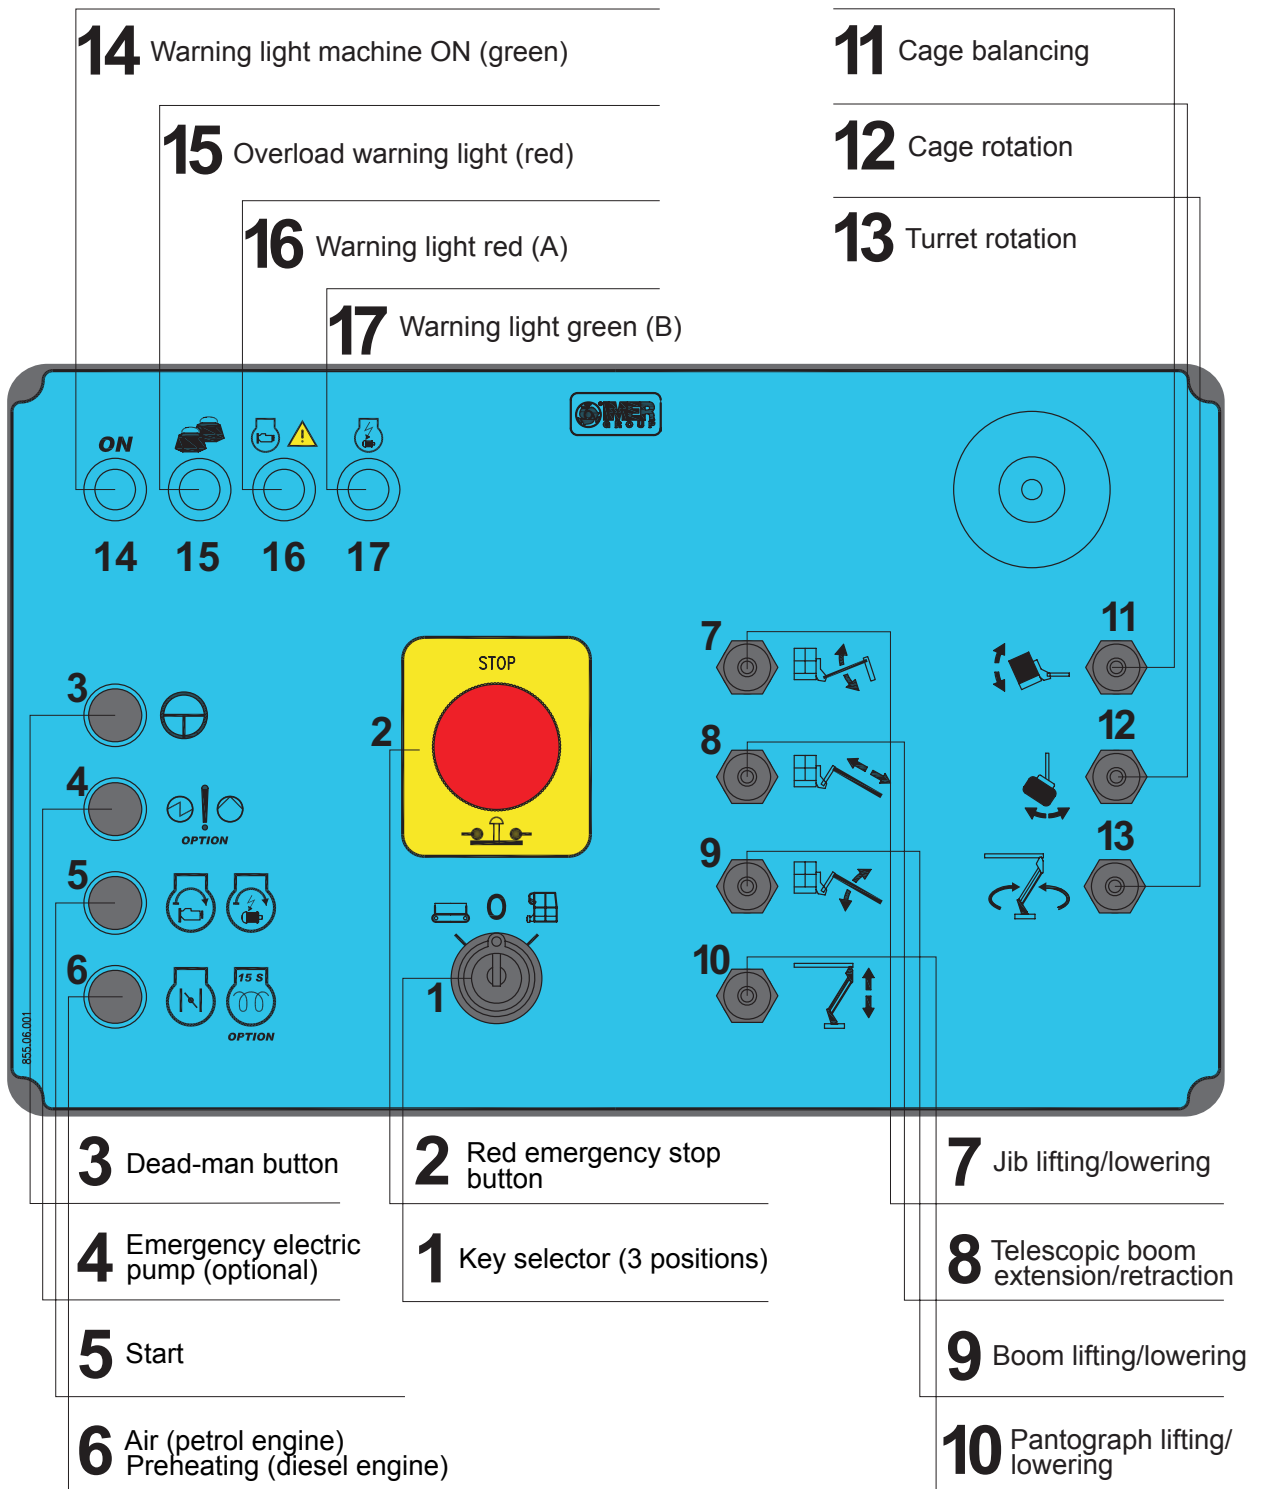 14 Warning light machine ON (green)
11 Cage balancing
15 Overload warning light (red)
12 Cage rotation
16 Warning light red (A)
13 Turret rotation
17 Warning light green (B)
IMER
GROUP
ON
14 15 16 17
STOP
2
3
4
OPTION
5
6
15 S
OPTION
0
1
7
8
9
10
11
12
13
855.06.001
3 Dead-man button
2 Red emergency stop
button
7 Jib lifting/lowering
4 Emergency electric
pump (optional)
1 Key selector (3 positions)
8 Telescopic boom
extension/retraction
5 Start
9 Boom lifting/lowering
6 Air (petrol engine)
Preheating (diesel engine)
10 Pantograph lifting/
lowering